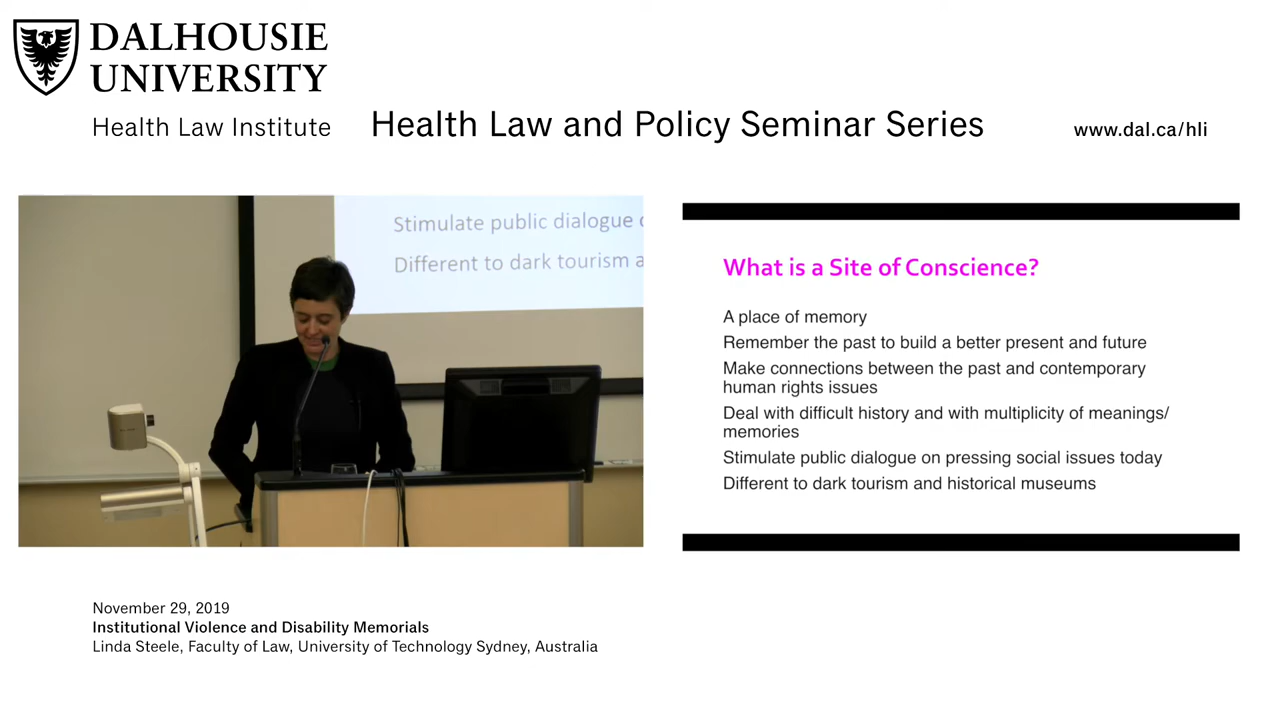 DALHOUSIE
UNIVERSITY
Health Law Institute
Health Law and Policy Seminar Series
www.dal.ca/hli
Stimulate public dialogue
Different to dark tourism
What is a Site of Conscience?
A place of memory
Remember the past to build a better present and future
Make connections between the past and contemporary
human rights issues
Deal with difficult history and with multiplicity of meanings/
memories
Stimulate public dialogue on pressing social issues today
Different to dark tourism and historical museums
November 29, 2019
Institutional Violence and Disability Memorials
Linda Steele, Faculty of Law, University of Technology Sydney, Australia